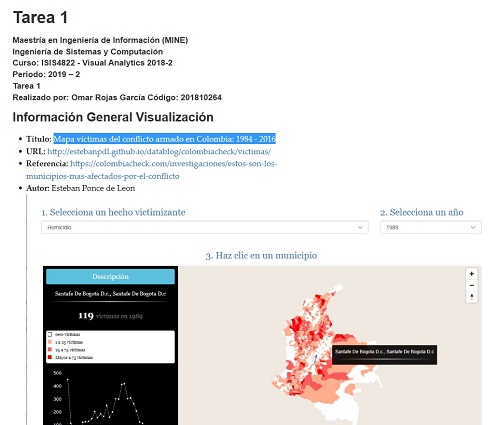 Tarea 1
Maestría en Ingeniería de Información (MINE)
Ingeniería de Sistemas y Computación
Curso: ISIS4822 - Visual Analytics 2018-2
Periodo: 2019 – 2
Tarea 1
Realizado por: Omar Rojas García Código: 201810264
Información General Visualización
• Título: Mapa víctimas del conflicto armado en Colombia: 1984 - 2016
• URL: http://estebanpdl.github.io/datablog/colombiacheck/victimas/
• Referencia: https://colombiacheck.com/investigaciones/estos-son-los-
municipios-mas-afectados-por-el-conflicto
• Autor: Esteban Ponce de Leon
1. Selecciona un hecho victimizante
2. Selecciona un año
Homicidio
1989
3. Haz clic en un municipio
Descripción
Santafe De Bogota D.c., Santafe De Bogota D.c
119 víctimas en 1989
cero víctimas
1 a 25 víctimas
25 a 75 víctimas
Mayor a 75 víctimas
500
400
300
200
100
+
−
Santafe De Bogota D.c , Santafe De Bogota D.c